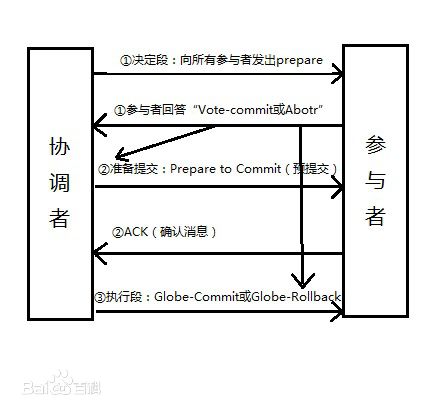 ①决定段：向所有参与者发出prepare
①参与者回答“Vote-commit或Abotr”
协调者
参与者
②准备提交：Prepare to Commit（预提交）
②ACK（确认消息）
③执行段：Globe-Commit或Globe-Rollback
Bai百科